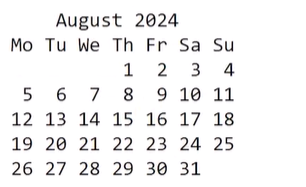 August 2024
Mo Tu We Th Fr Sa Su
1 2 3 4
5 6 7 8 9 10 11
12 13 14 15 16 17 18
19 20 21 22 23 24 25
26 27 28 29 30 31